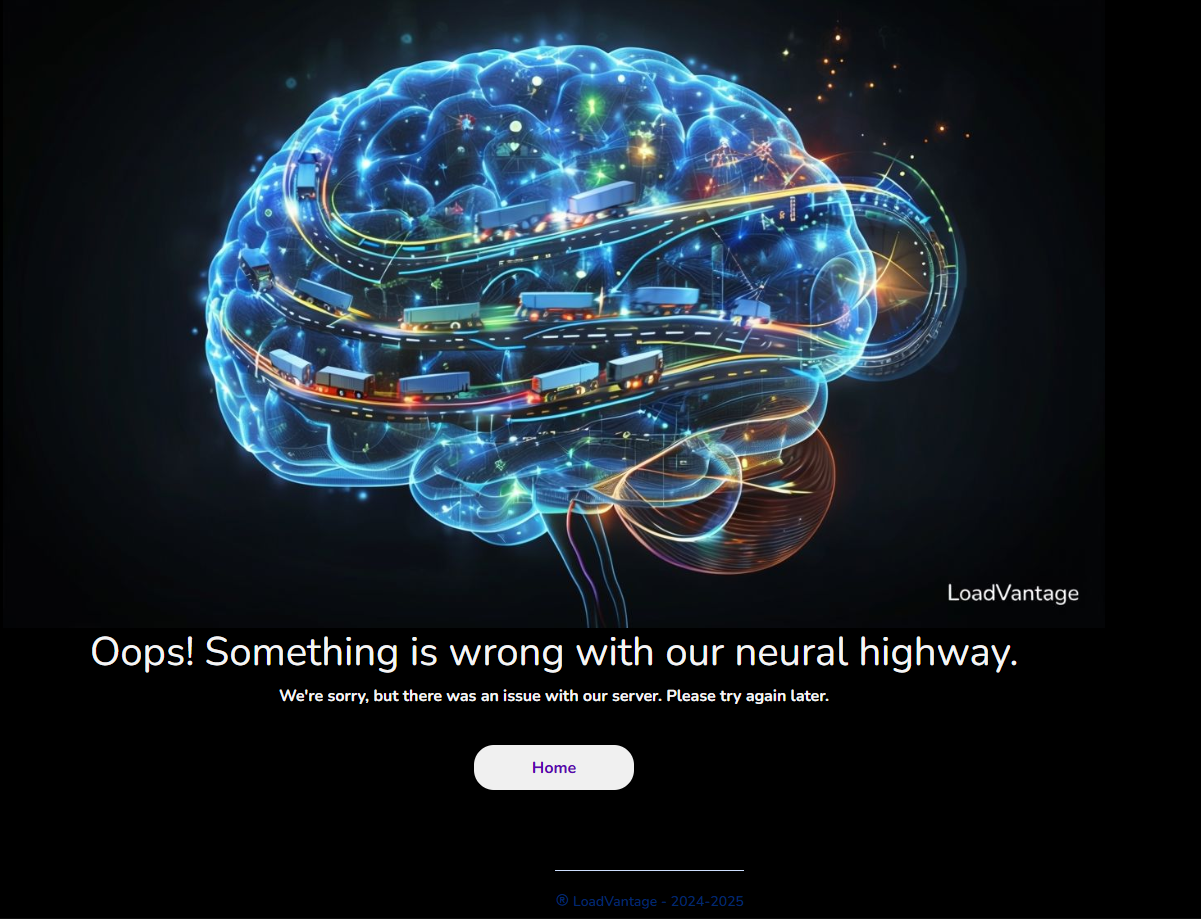 LoadVantage
Oops! Something is wrong with our neural highway.
We're sorry, but there was an issue with our server. Please try again later.
Home
® LoadVantage - 2024-2025